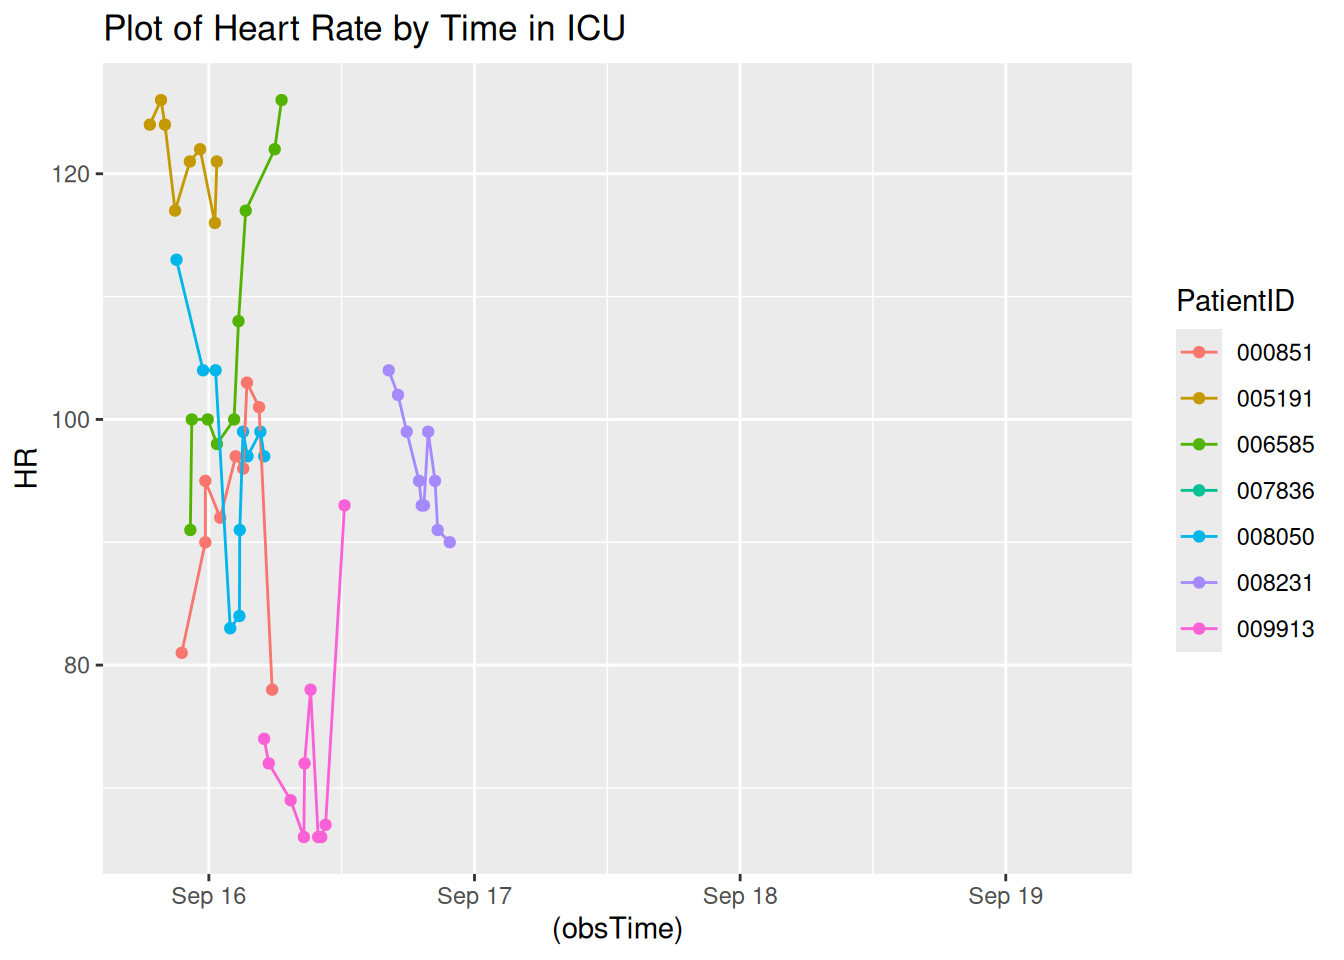 Plot of Heart Rate by Time in ICU
120
100
80
HR
Sep 16
Sep 17
Sep 18
Sep 19
(obsTime)
PatientID
000851
005191
006585
007836
008050
008231
009913